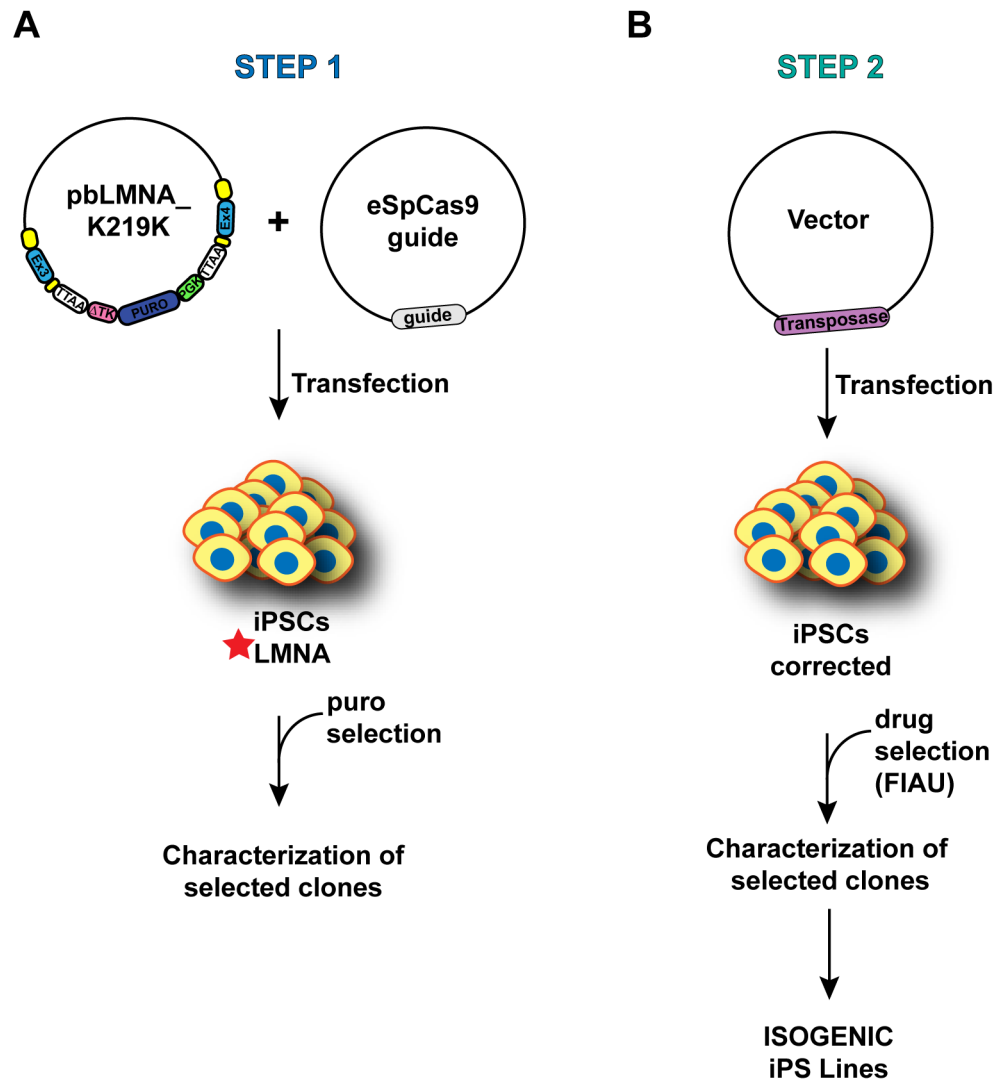 A
STEP 1
pbLMNA_
K219K
Ex3
TTAA
ΔTK
PURO
PGK
TTAA
Ex4
+
eSpCas9
guide
guide
Transfection
iPSCs
LMNA
puro
selection
Characterization of
selected clones
B
STEP 2
Vector
Transposase
Transfection
iPSCs
corrected
drug
selection
(FIAU)
Characterization of
selected clones
ISOGENIC
iPS Lines